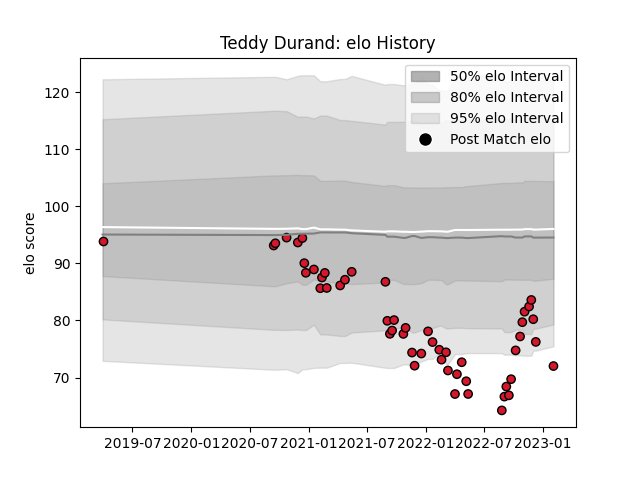 Teddy Durand: elo History
50% elo Interval
80% elo Interval
95% elo Interval
Post Match elo
elo score
120
110
100
90
80
70
2019-07 2020-01 2020-07 2021-01 2021-07 2022-01 2022-07 2023-01